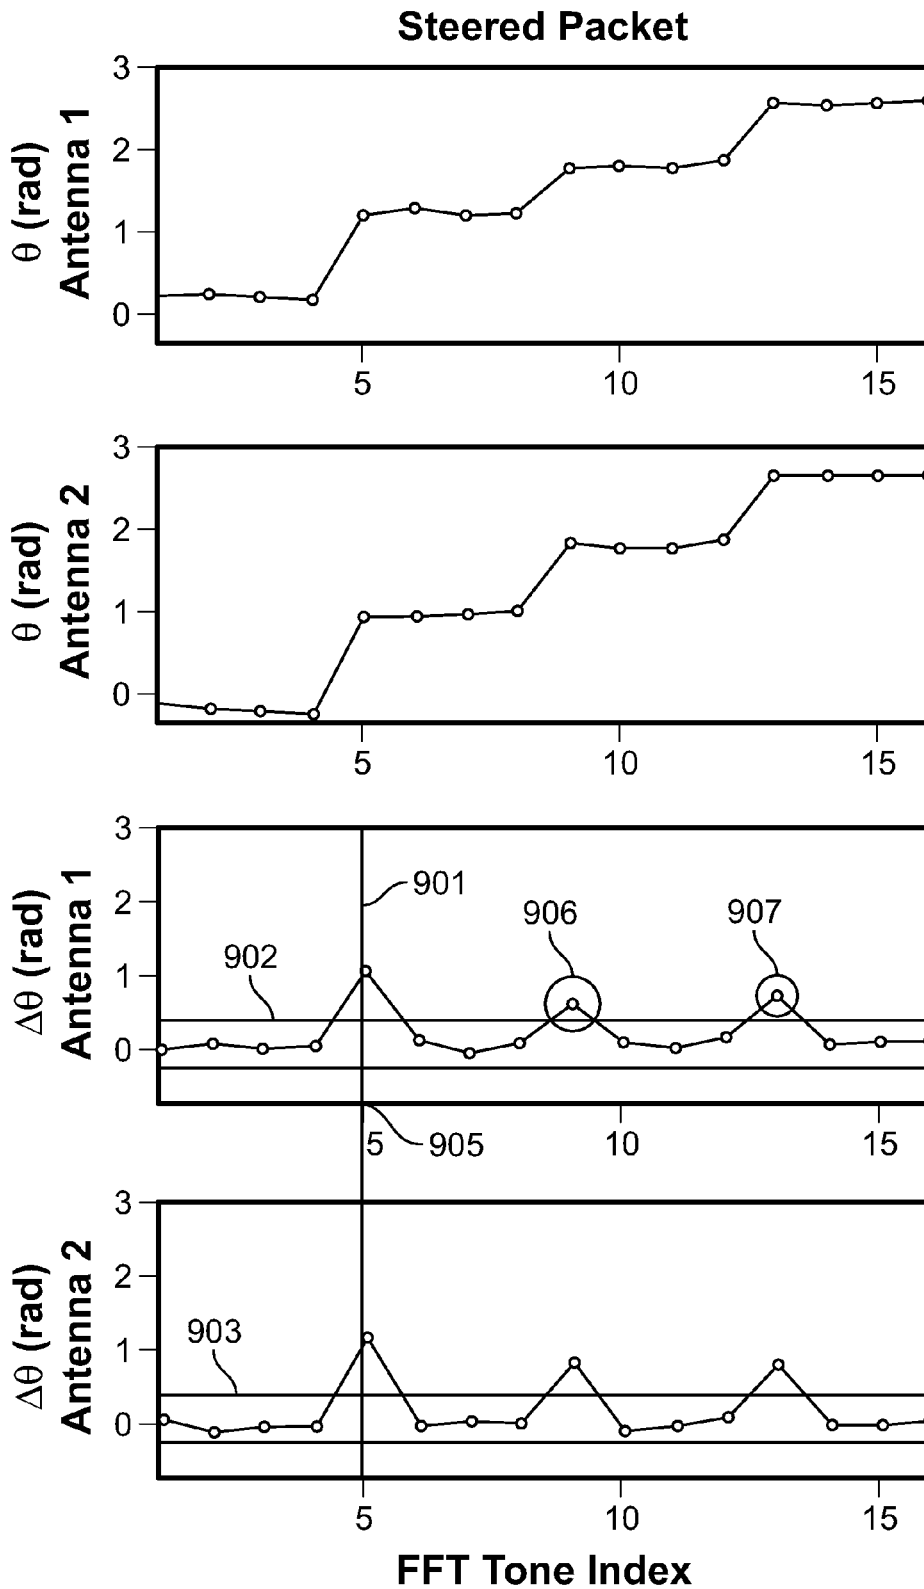 Steered Packet
θ (rad)
Antenna 1
3
2
1
0
5 10 15
θ (rad)
Antenna 2
3
2
1
0
5 10 15
Δθ (rad)
Antenna 1
3
2
1
0
901
902
906
907
5 10 15
905
Δθ (rad)
Antenna 2
3
2
1
0
903
5 10 15
FFT Tone Index